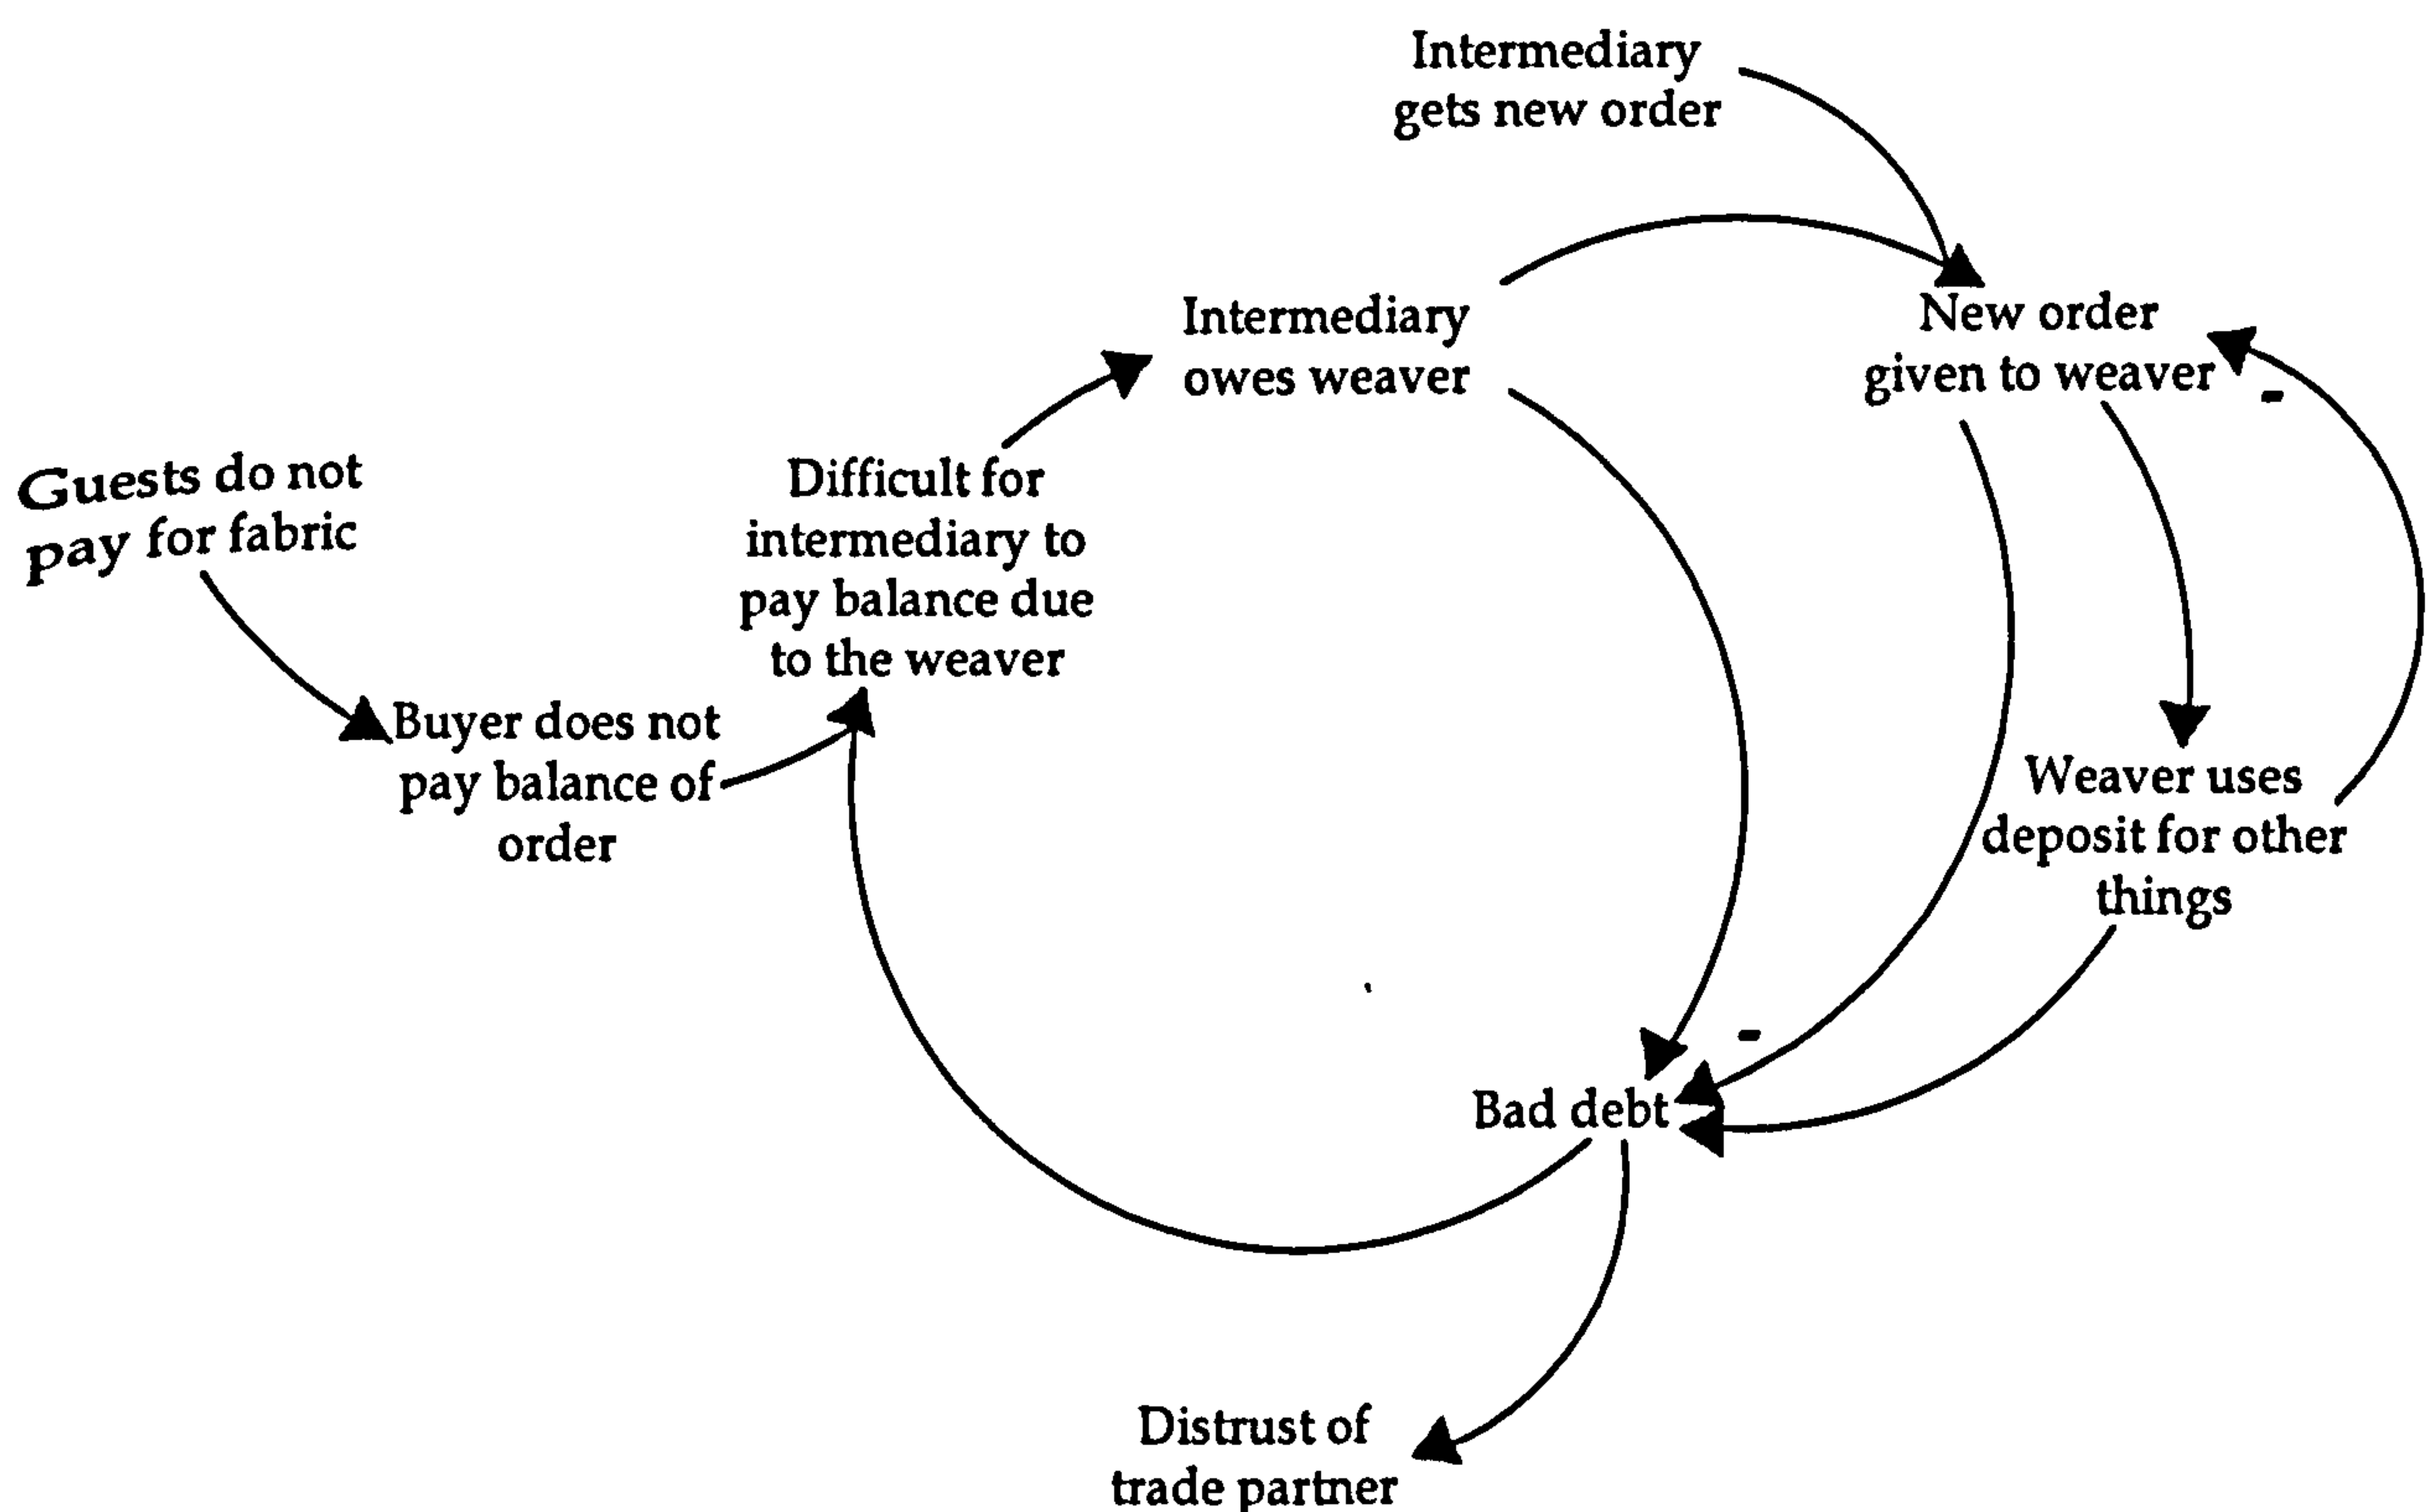 Intermediary
gets new order
Intermediary
owes weaver
New order
given to weaver
-
Guests do not
pay for fabric
Difficult for
intermediary to
pay balance due
to the weaver
Buyer does not
pay balance of
order
Weaver uses
deposit for other
things
-
Bad debt
Distrust of
trade partner